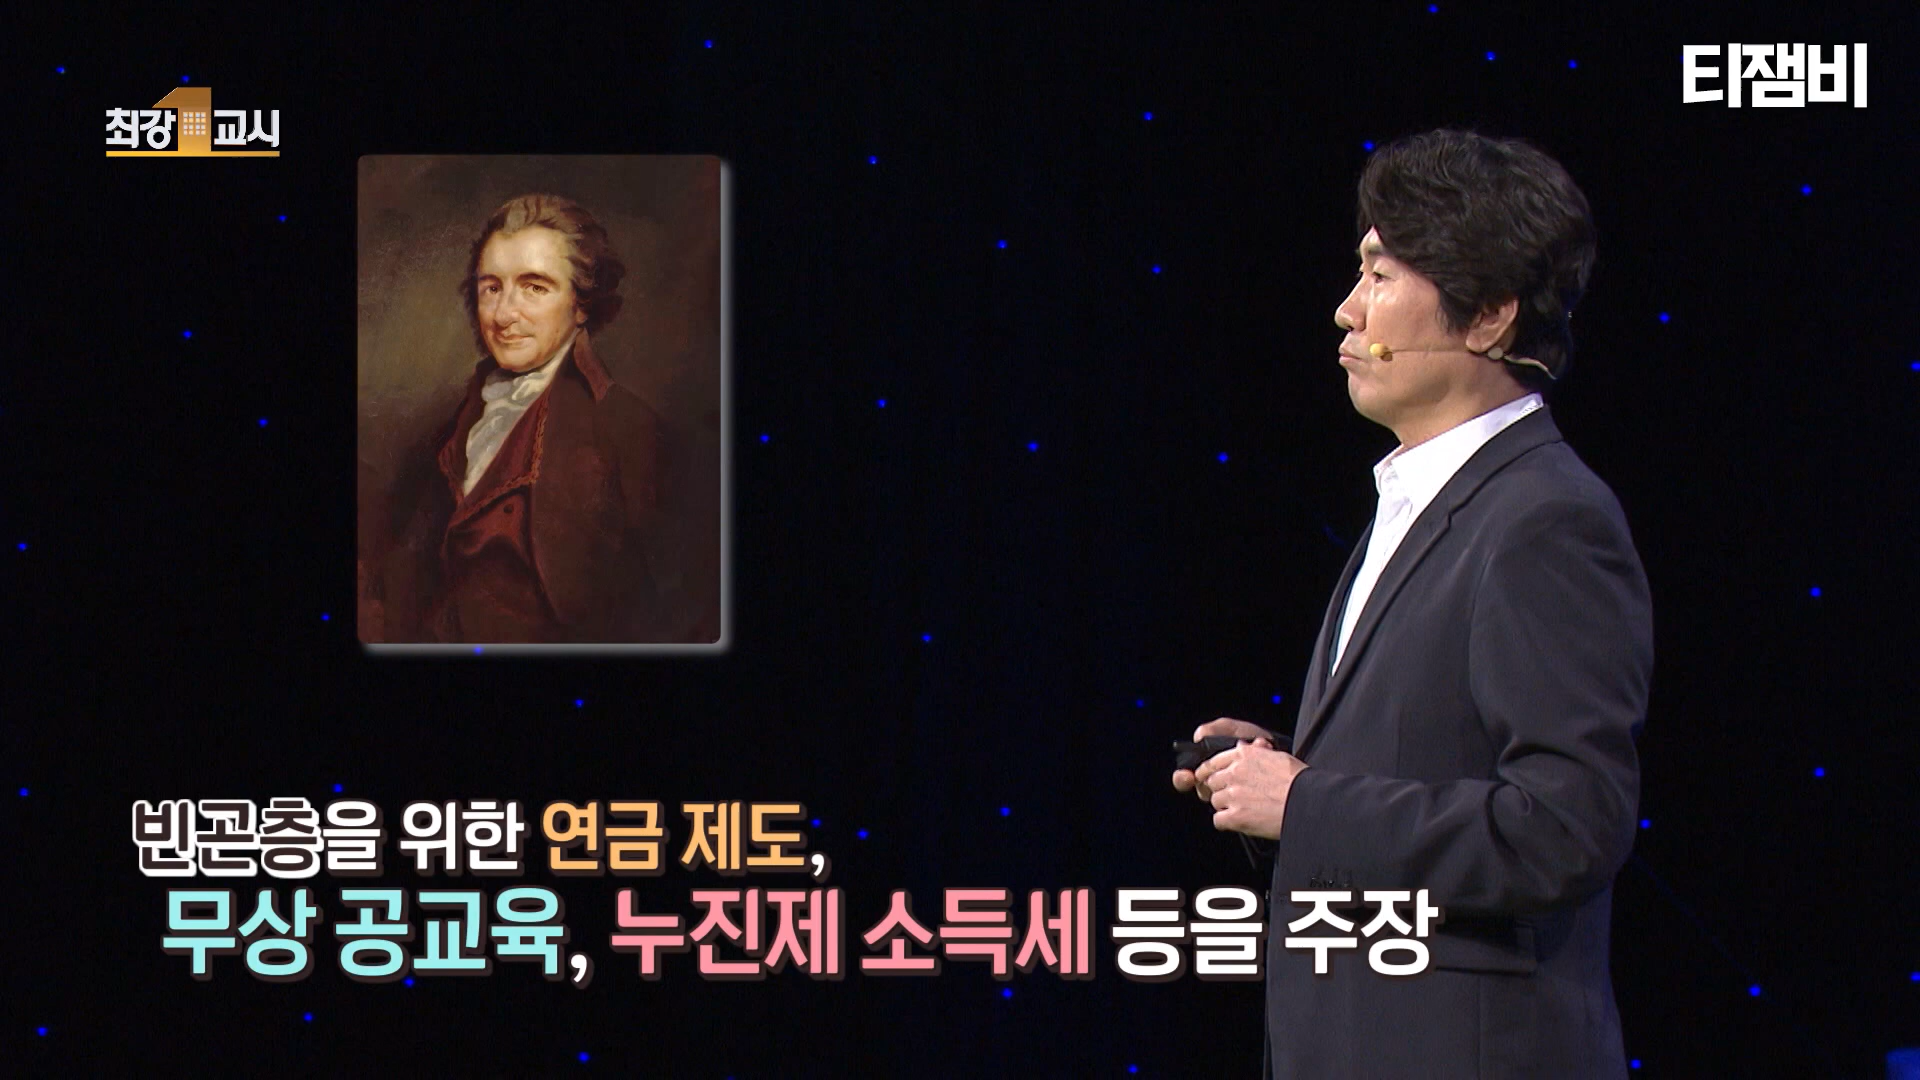 최강1교시
티잼비
빈곤층을 위한 연금 제도,
무상 공교육, 누진제 소득세 등을 주장